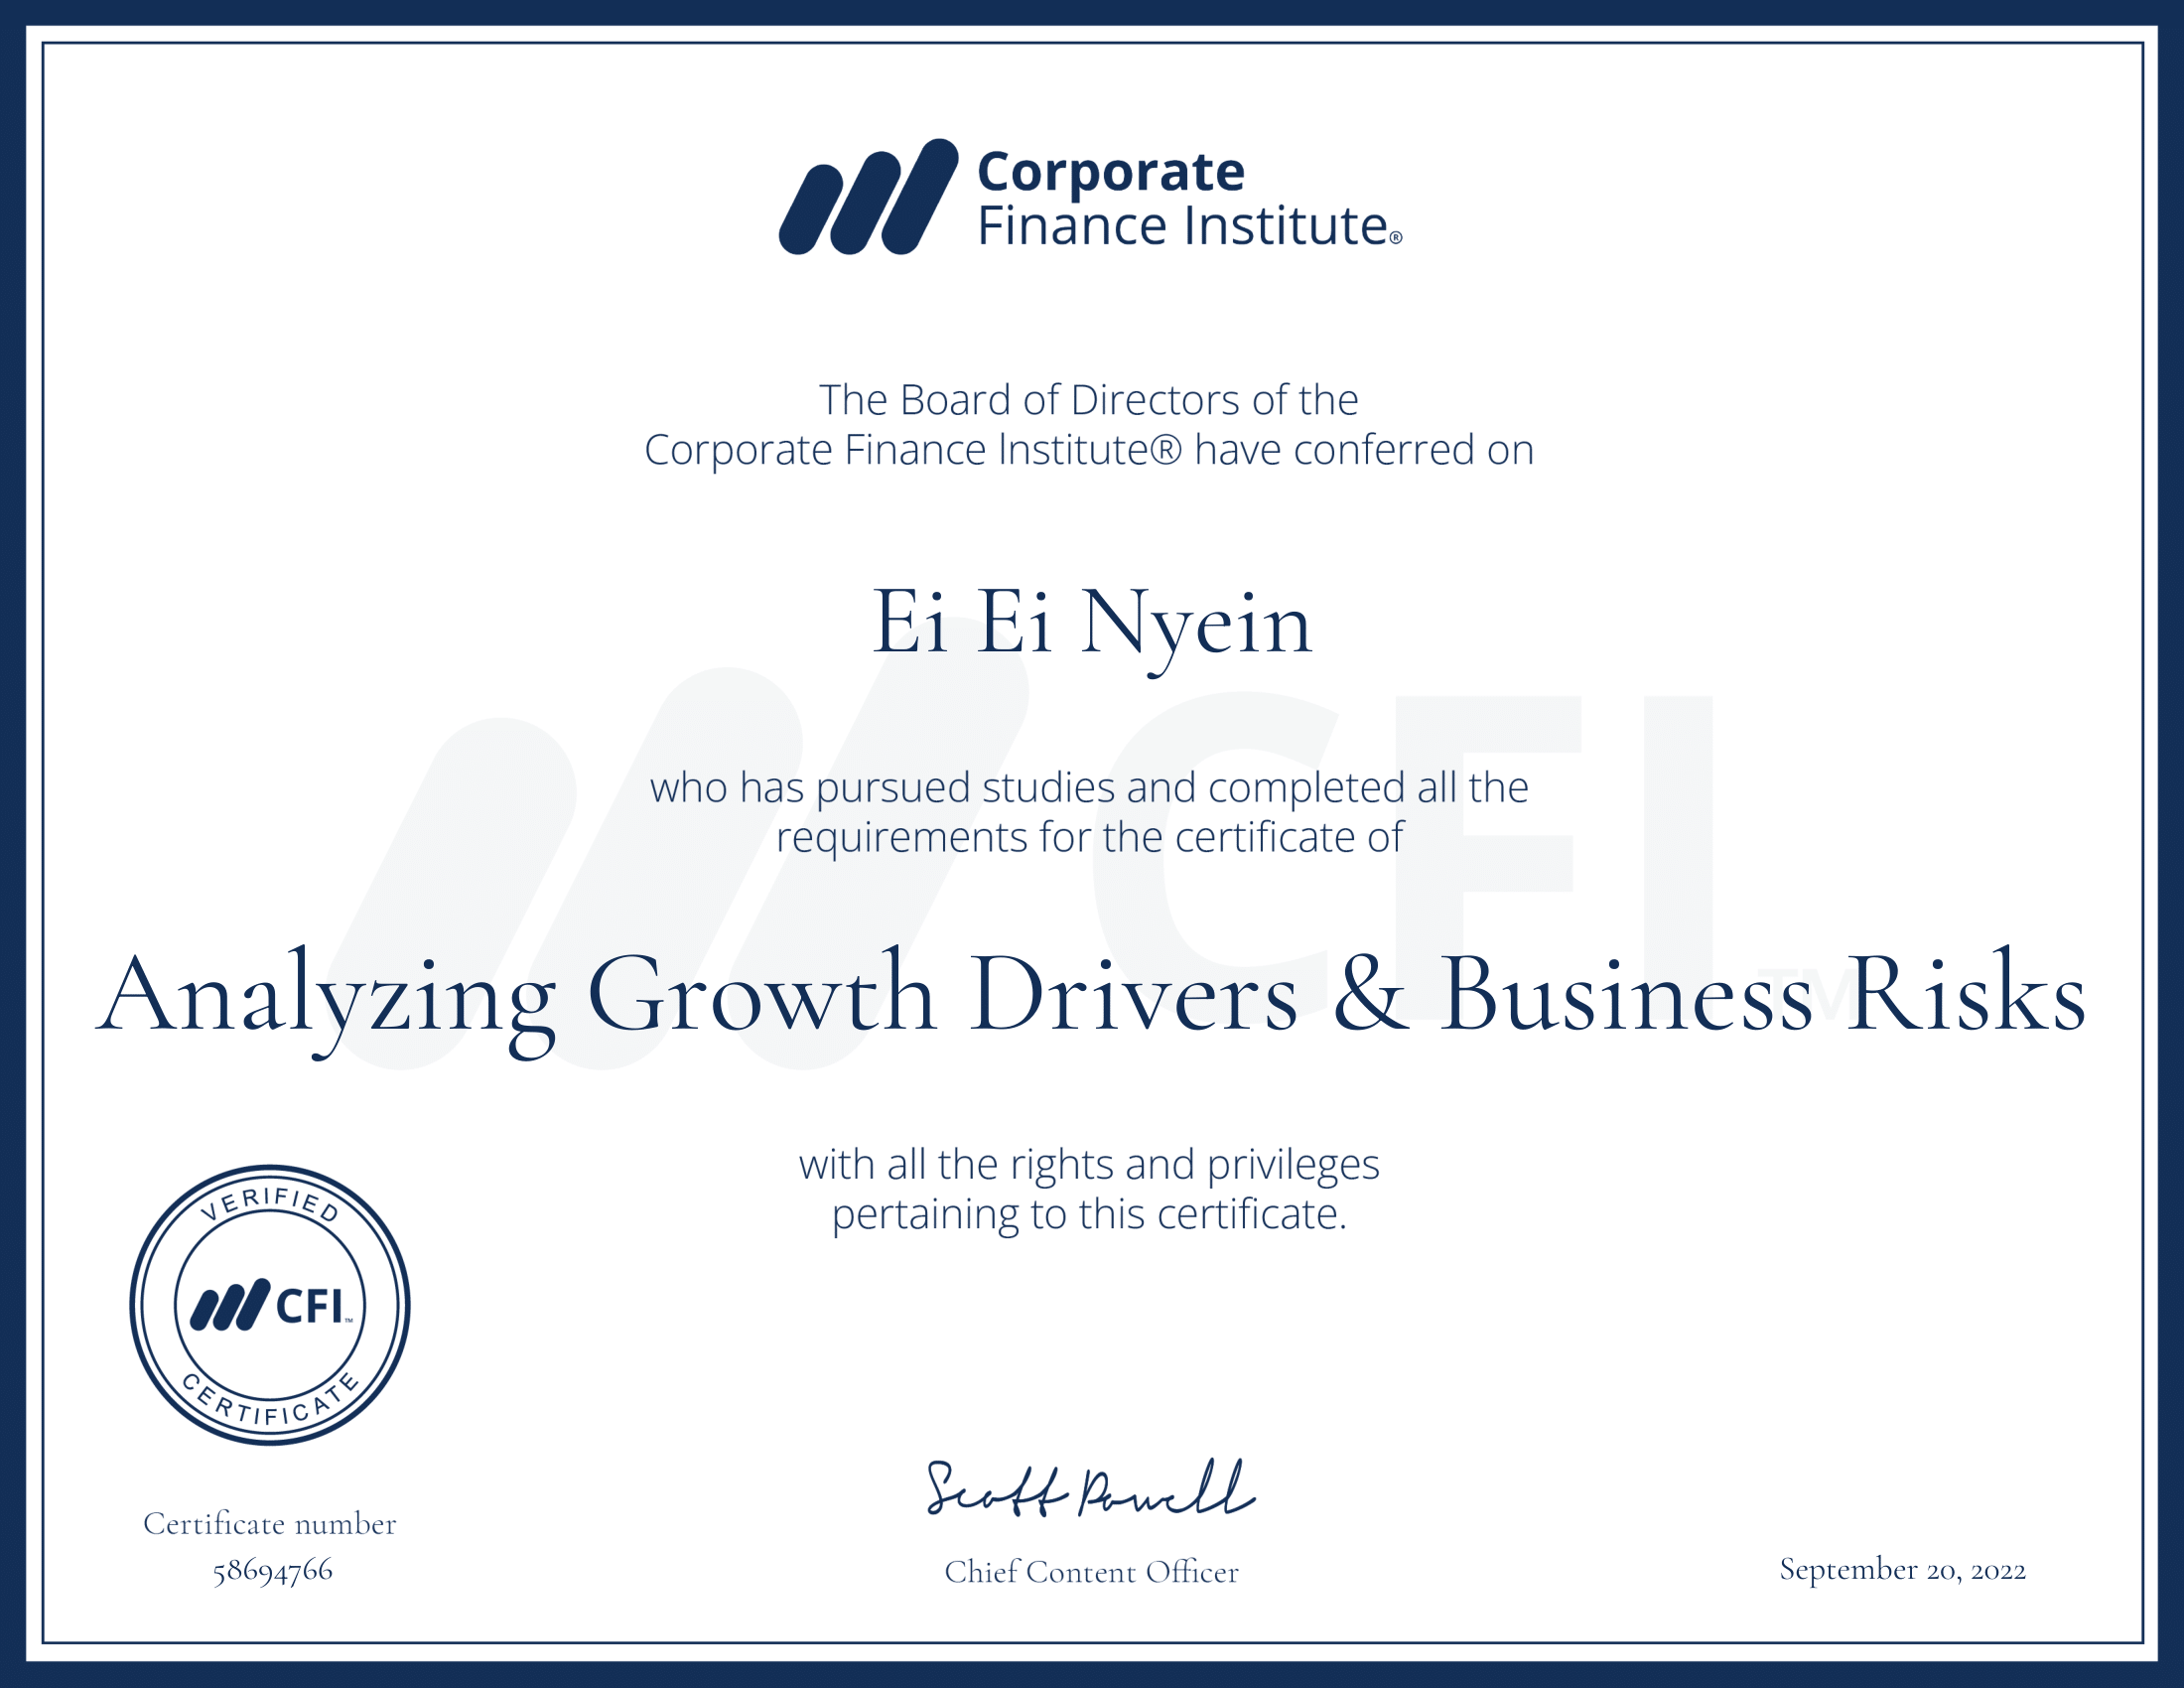 Corporate
Finance Institute®
The Board of Directors of the
Corporate Finance Institute® have conferred on
Ei Ei Nyein
who has pursued studies and completed all the
requirements for the certificate of
CFI™
Analyzing Growth Drivers & Business Risks
with all the rights and privileges
pertaining to this certificate.
VERIFIED
CFI™
CERTIFICATE
Scott Powell
Certificate number
58694766
Chief Content Officer
September 20, 2022